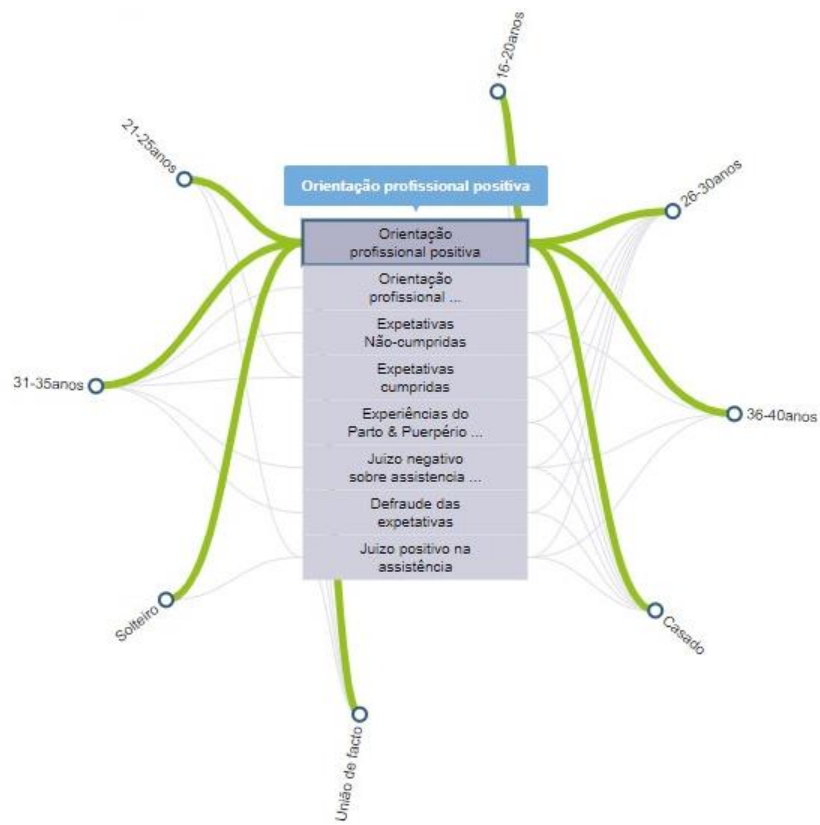 16-20anos
21-25anos
26-30anos
Orientação profissional positiva
Orientação
profissional positiva
Orientação
profissional ...
Expetativas
Não-cumpridas
Expetativas
cumpridas
Experiências do
Parto & Puerpério ...
Juizo negativo
sobre assistencia ...
Defraude das
expetativas
Juizo positivo na
assistência
31-35anos
36-40anos
Solteiro
Casado
União de facto